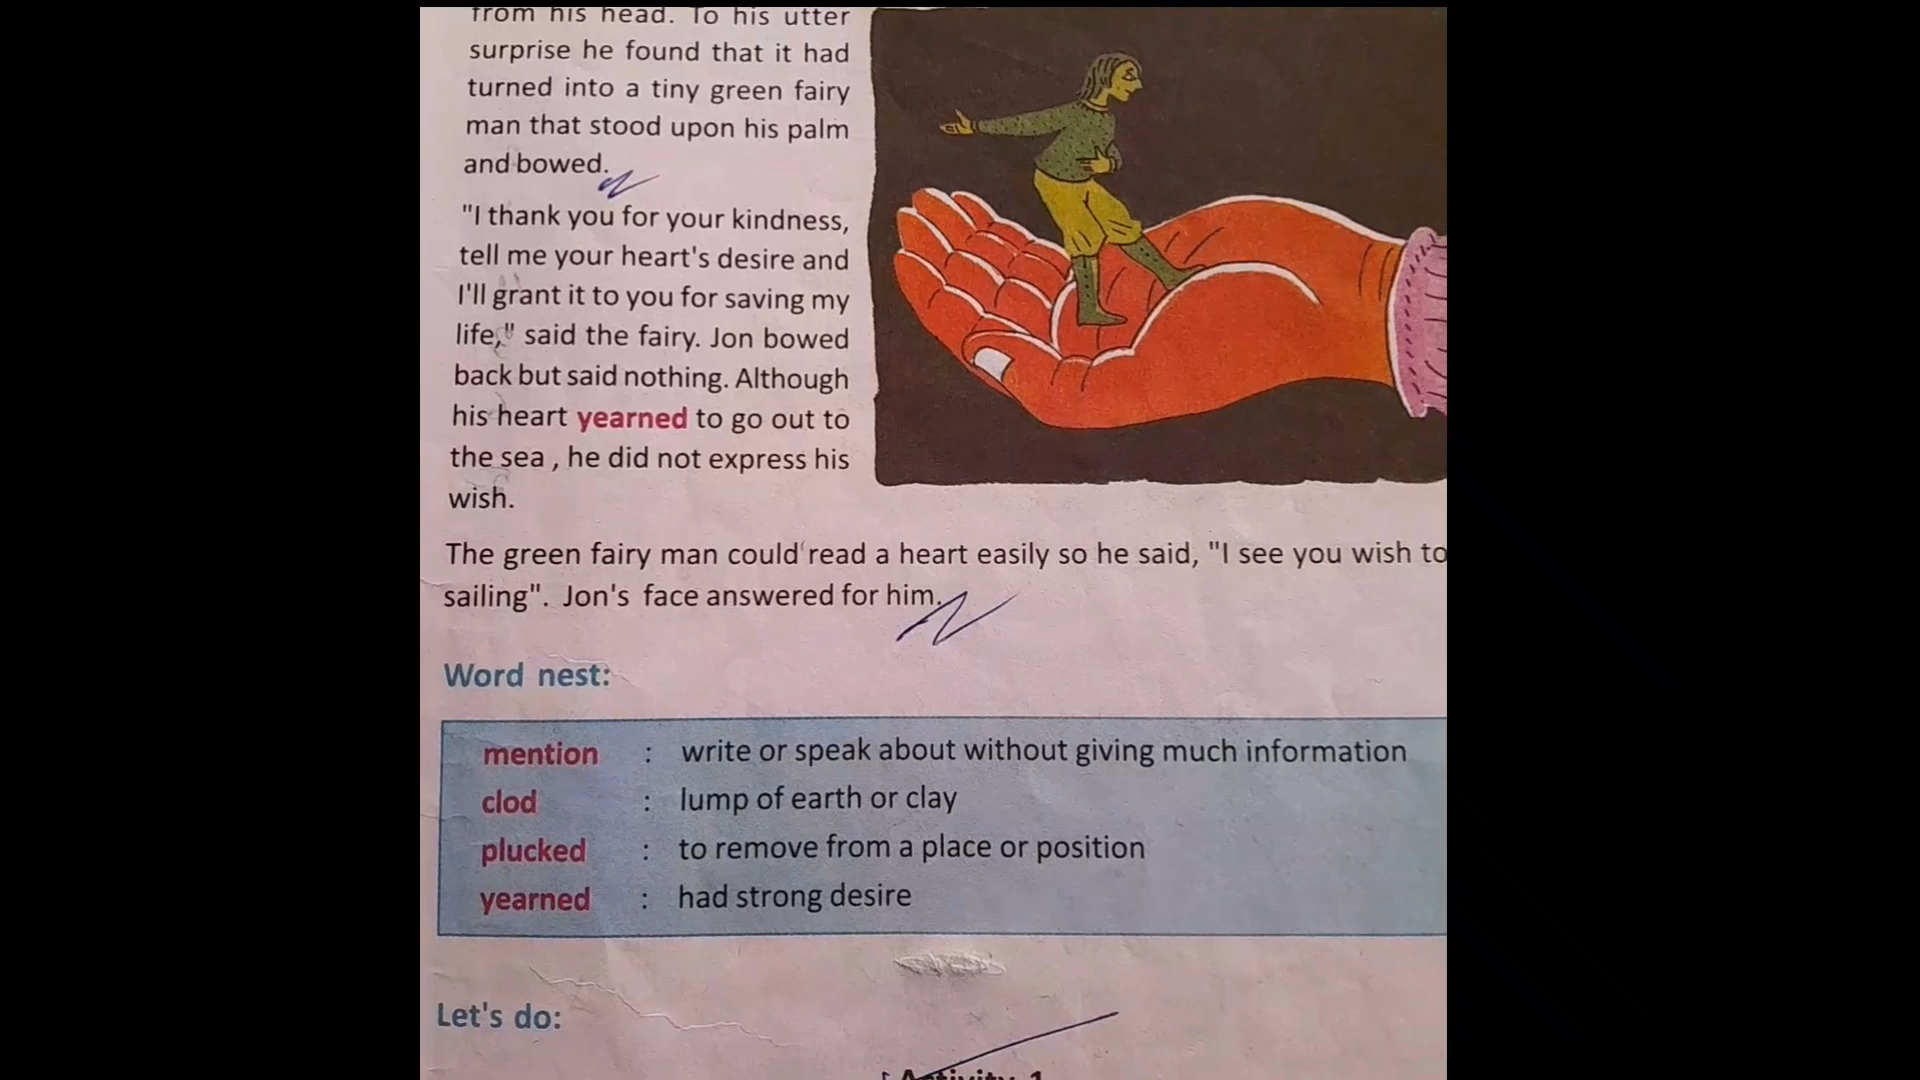 from his head. To his utter
surprise he found that it had
turned into a tiny green fairy
man that stood upon his palm
and bowed.
"I thank you for your kindness,
tell me your heart's desire and
I'll grant it to you for saving my
life," said the fairy. Jon bowed
back but said nothing. Although
his heart yearned to go out to
the sea , he did not express his
wish.
The green fairy man could read a heart easily so he said, "I see you wish to
sailing". Jon's face answered for him.
Word nest:
mention : write or speak about without giving much information
clod : lump of earth or clay
plucked : to remove from a place or position
yearned : had strong desire
Let's do:
Activity 1